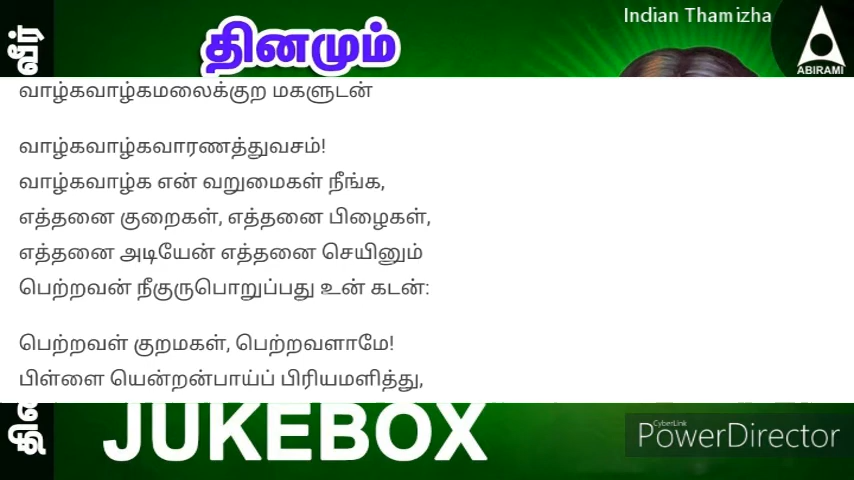 Indian Thamizha
தினமும்
ABIRAMI
வாழ்கவாழ்கமலைக்குற மகளுடன்
வாழ்கவாழ்கவாரணத்துவசம்!
வாழ்கவாழ்க என் வறுமைகள் நீங்க,
எத்தனை குறைகள், எத்தனை பிழைகள்,
எத்தனை அடியேன் எத்தனை செயினும்
பெற்றவன் நீகுருபொறுப்பது உன் கடன்:
பெற்றவள் குறமகள், பெற்றவளாமே!
பிள்ளை யென்றன்பாய்ப் பிரியமளித்து,
JUKEBOX
CyberLink
PowerDirector